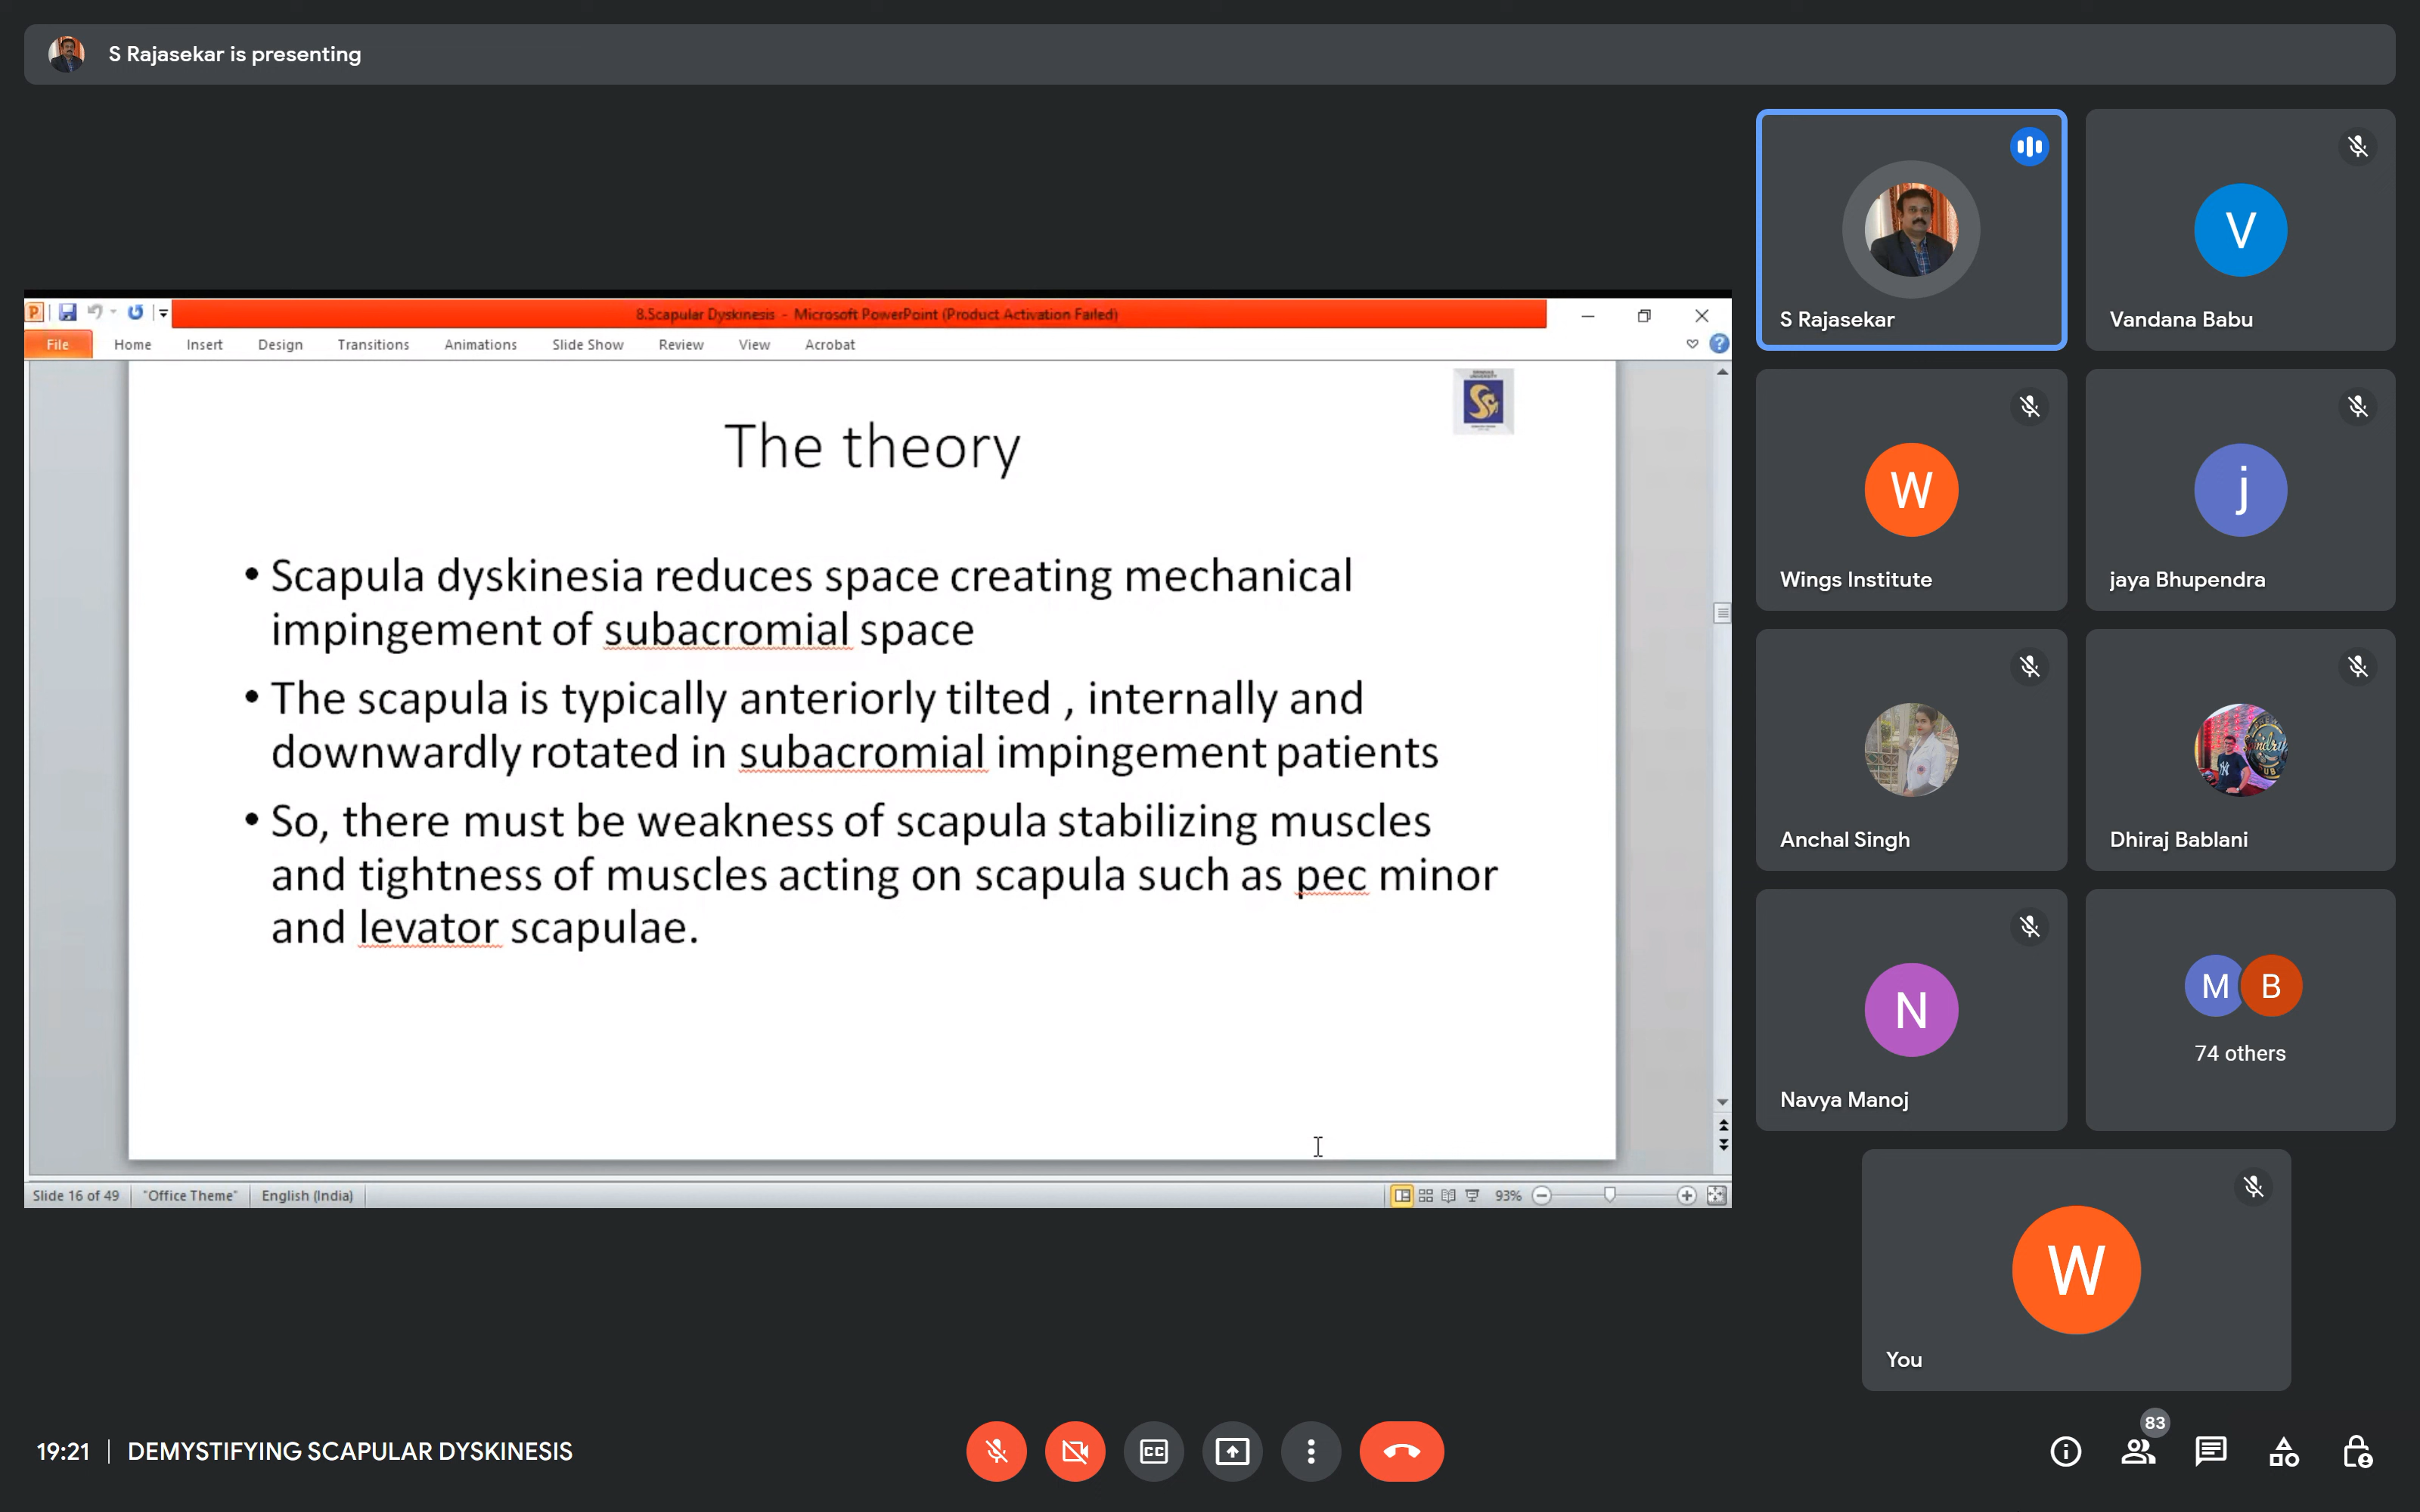 S Rajasekar is presenting
8.Scapular Dyskinesis - Microsoft PowerPoint (Product Activation Failed)
File Home Insert Design Transitions Animations Slide Show Review View Acrobat
The theory
• Scapula dyskinesia reduces space creating mechanical
impingement of subacromial space
• The scapula is typically anteriorly tilted , internally and
downwardly rotated in subacromial impingement patients
• So, there must be weakness of scapula stabilizing muscles
and tightness of muscles acting on scapula such as pec minor
and levator scapulae.
Slide 16 of 49 "Office Theme" English (India) 93%
S Rajasekar
V
Vandana Babu
W
Wings Institute
j
jaya Bhupendra
Anchal Singh
Dhiraj Bablani
N
Navya Manoj
M B
74 others
W
You
19:21 | DEMYSTIFYING SCAPULAR DYSKINESIS
CC
83